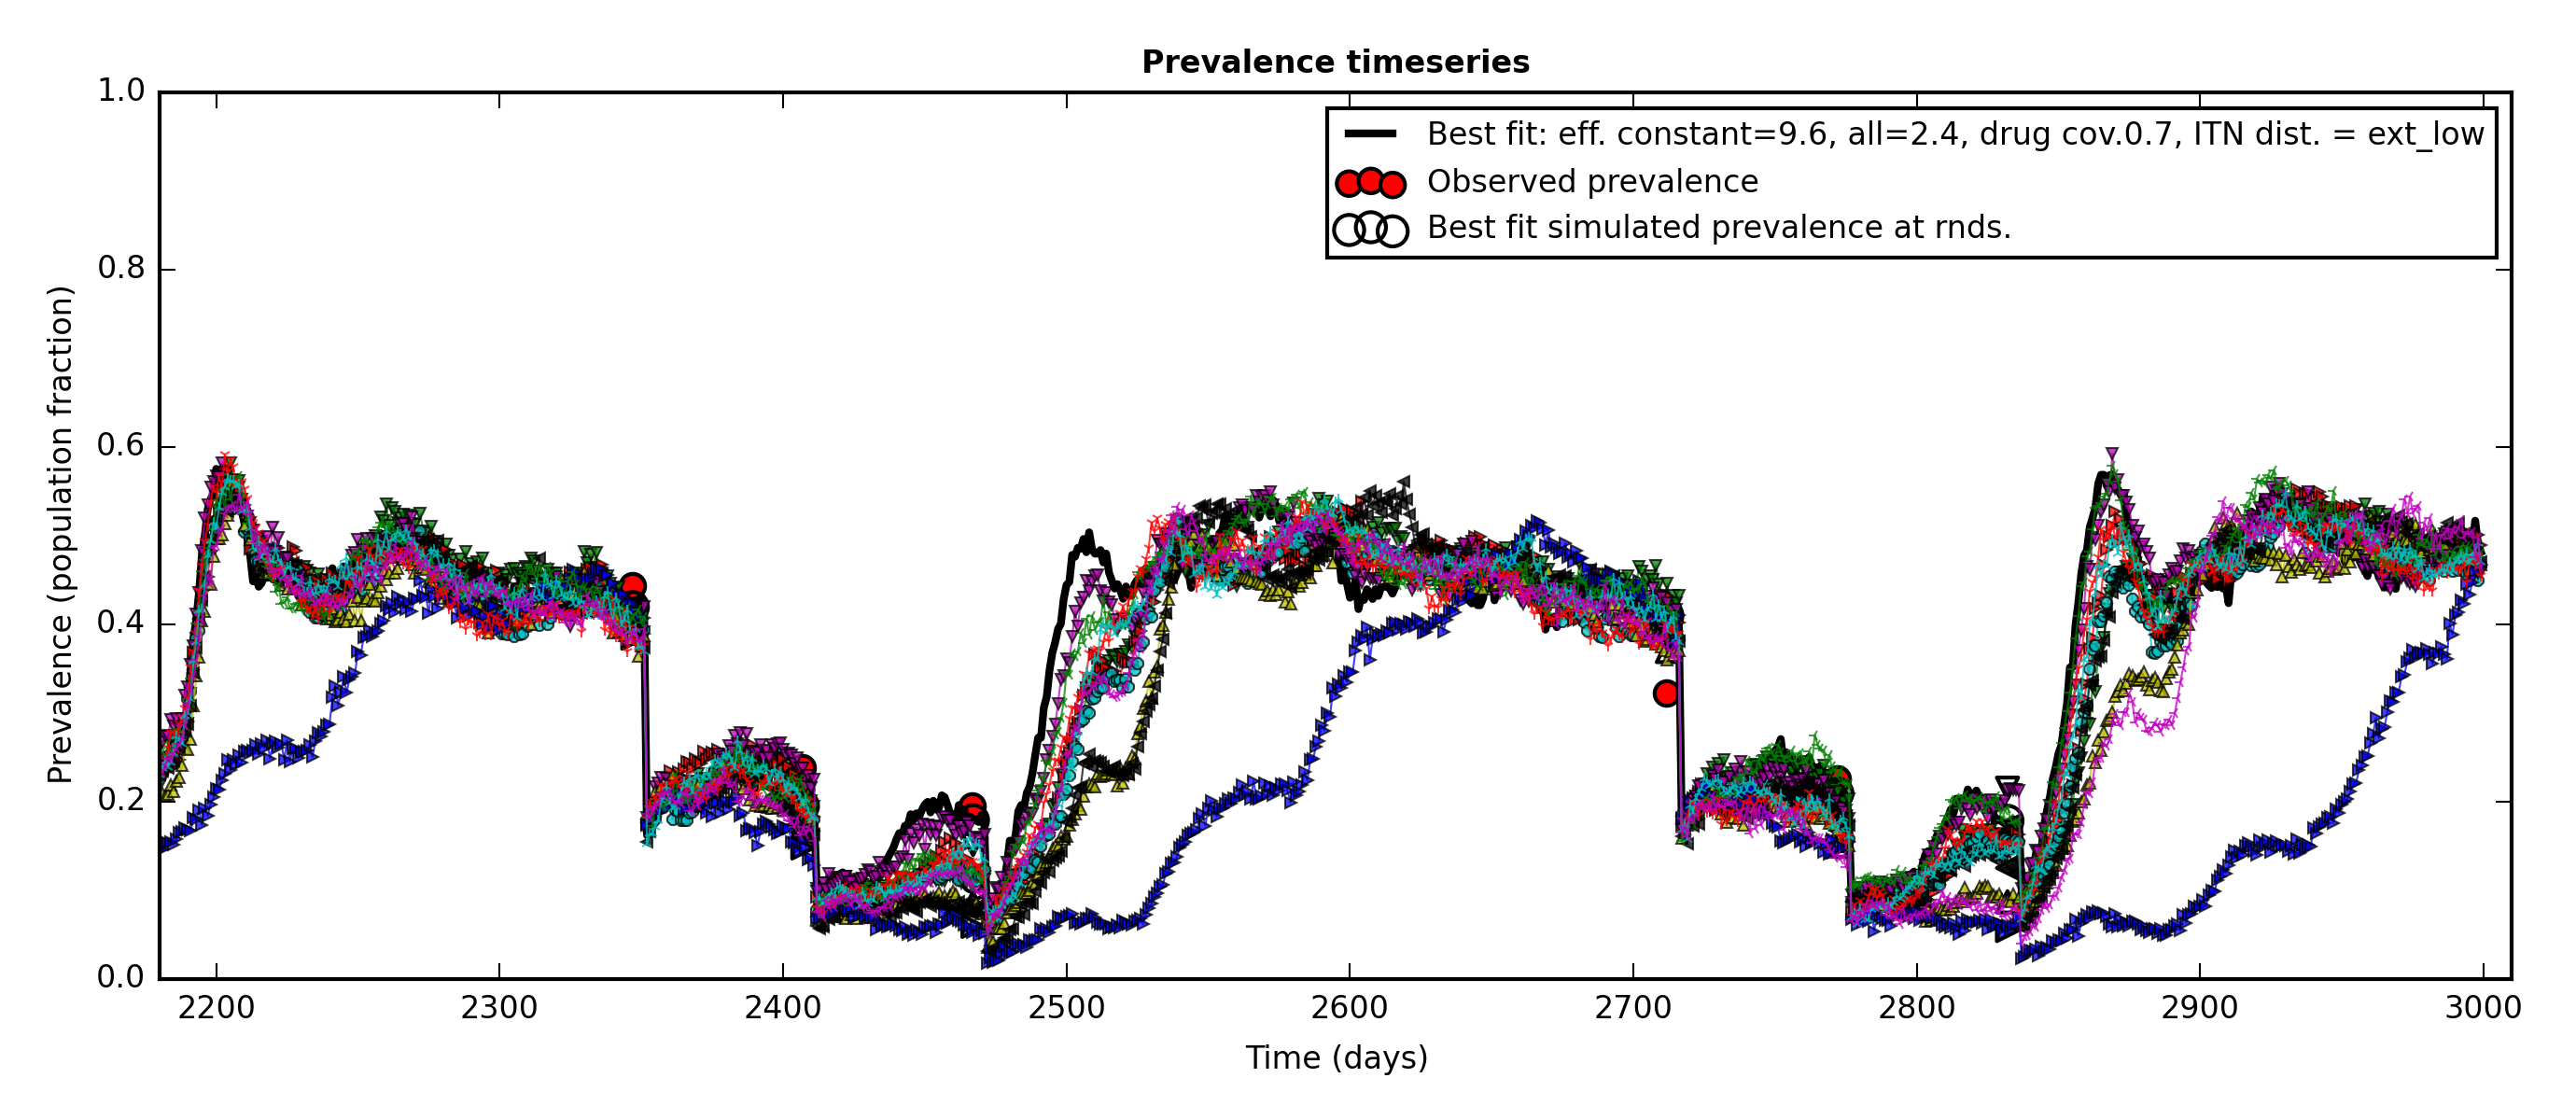 Prevalence timeseries
Best fit: eff. constant=9.6, all=2.4, drug cov.0.7, ITN dist. = ext_low
Observed prevalence
Best fit simulated prevalence at rnds.
Prevalence (population fraction)
1.0
0.8
0.6
0.4
0.2
0.0
2200 2300 2400 2500 2600 2700 2800 2900 3000
Time (days)